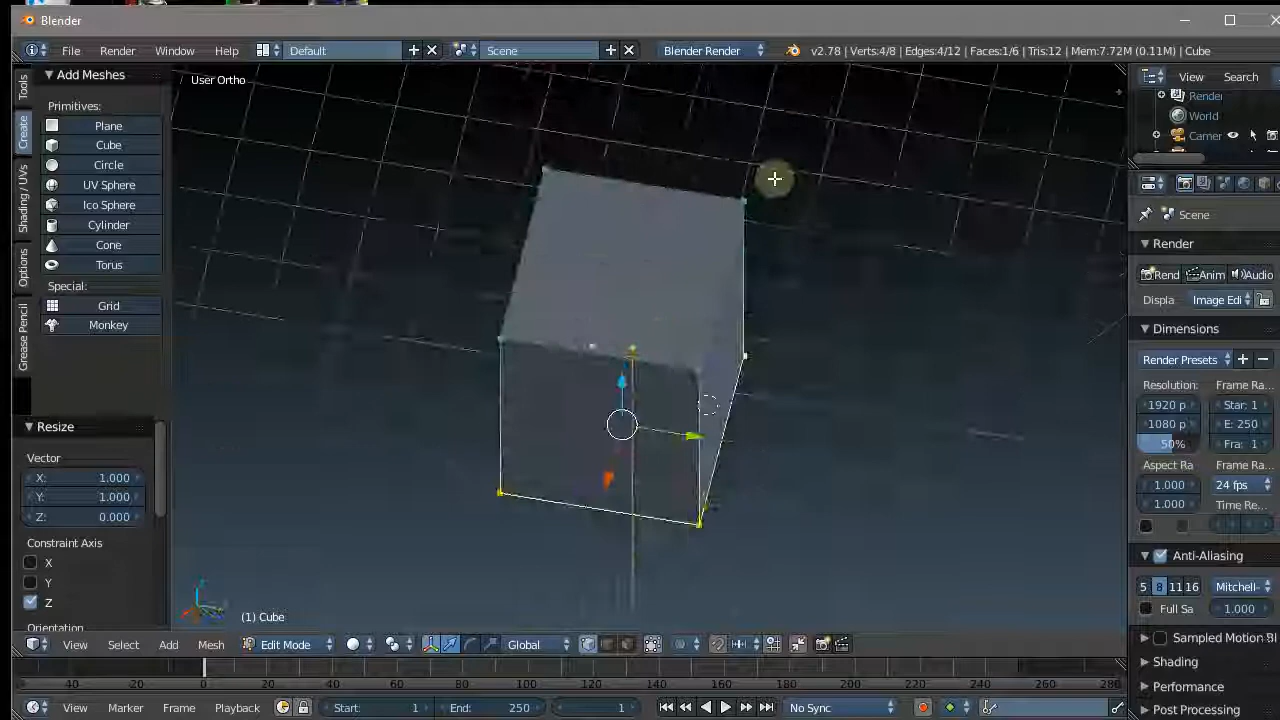 Blender
File Render Window Help Default Scene Blender Render v2.78 | Verts:4/8 | Edges:4/12 | Faces:1/6 | Tris:12 | Mem:7.72M (0.11M) | Cube
Tools
Create
Shading / UVs
Options
Grease Pencil
Add Meshes
Primitives:
Plane
Cube
Circle
UV Sphere
Ico Sphere
Cylinder
Cone
Torus
Special:
Grid
Monkey
Resize
Vector
X: 1.000
Y: 1.000
Z: 0.000
Constraint Axis
X
Y
Z
Orientation
User Ortho
(1) Cube
View Select Add Mesh Edit Mode Global
-40 -20 0 20 40 60 80 100 120 140 160 180 200 220 240 260 280
View Marker Frame Playback Start: 1 End: 250 1 No Sync
View Search
Render
World
Camer
Scene
Render
Rend Anim Audio
Displa Image Edi
Dimensions
Render Presets
Resolution: Frame Ra
1920 p Star: 1
1080 p E: 250
50% Fra: 1
Aspect Ra Frame Ra...
1.000 24 fps
1.000 Time Re...
Anti-Aliasing
5 8 11 16 Mitchell-
Full Sa 1.000
Sampled Motion Bl
Shading
Performance
Post Processing